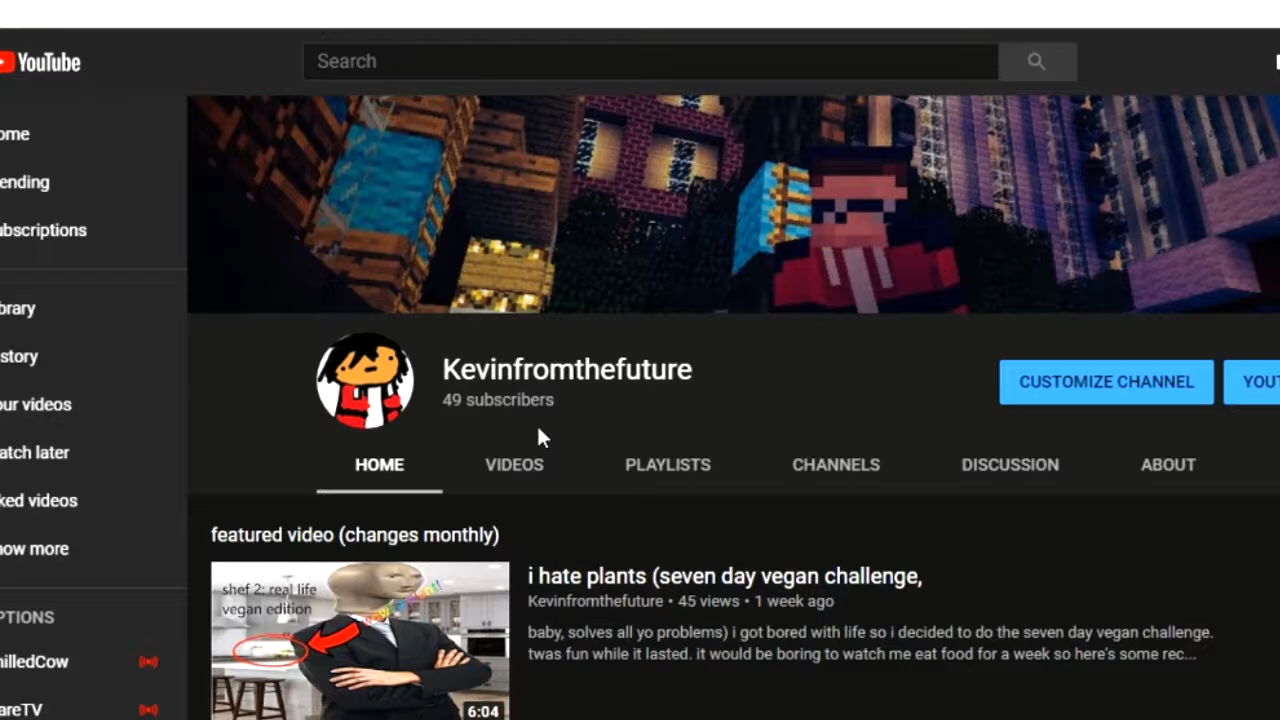 YouTube
Search
ome
ending
ubscriptions
brary
story
our videos
atch later
ked videos
how more
PTIONS
hilledCow
areTV
Kevinfromthefuture
49 subscribers
CUSTOMIZE CHANNEL
YOUT
HOME
VIDEOS
PLAYLISTS
CHANNELS
DISCUSSION
ABOUT
featured video (changes monthly)
shef 2: real life
vegan edition
6:04
i hate plants (seven day vegan challenge,
Kevinfromthefuture • 45 views • 1 week ago
baby, solves all yo problems) i got bored with life so i decided to do the seven day vegan challenge.
twas fun while it lasted. it would be boring to watch me eat food for a week so here's some rec...